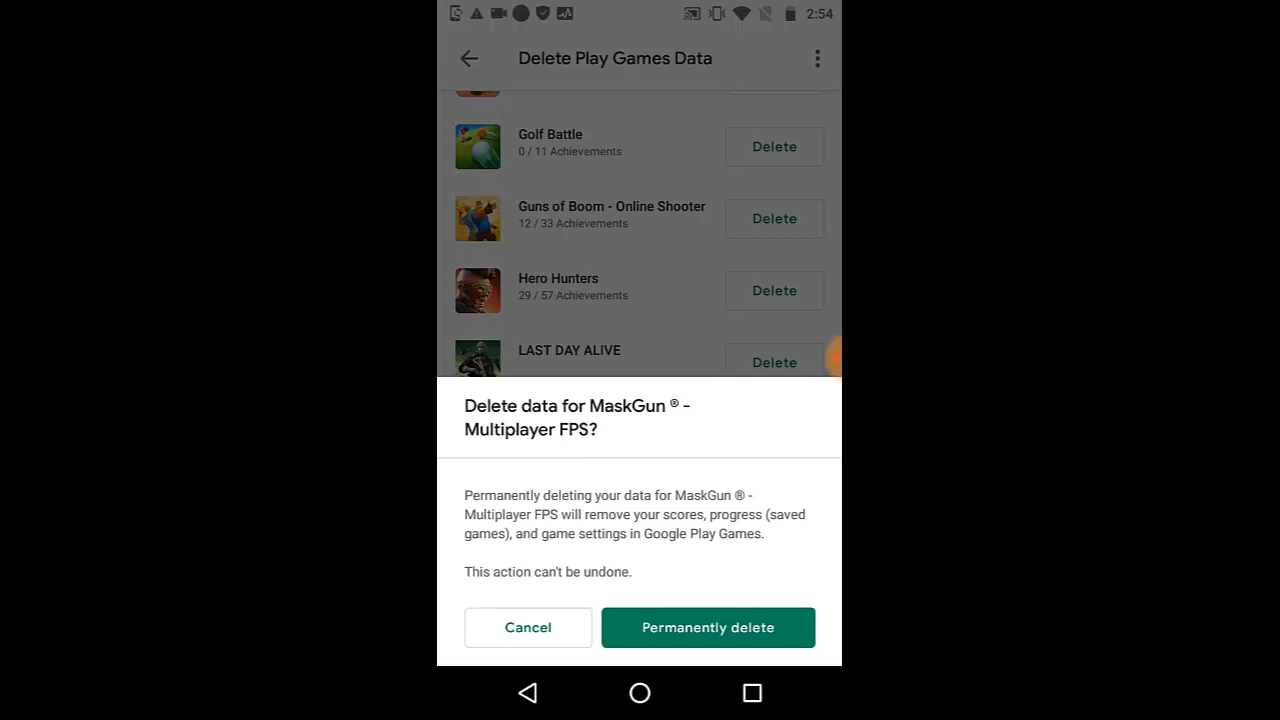 2:54
Delete Play Games Data
Golf Battle
0 / 11 Achievements
Delete
Guns of Boom - Online Shooter
12 / 33 Achievements
Delete
Hero Hunters
29 / 57 Achievements
Delete
LAST DAY ALIVE
Delete
Delete data for MaskGun ® -
Multiplayer FPS?
Permanently deleting your data for MaskGun ® -
Multiplayer FPS will remove your scores, progress (saved
games), and game settings in Google Play Games.
This action can't be undone.
Cancel
Permanently delete